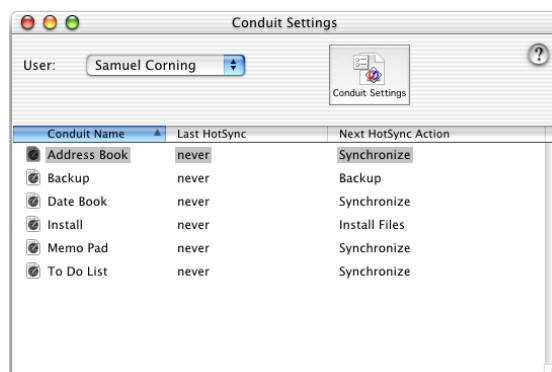 Conduit Settings
User: Samuel Corning
Conduit Settings
?
Conduit Name Last HotSync Next HotSync Action
Address Book never Synchronize
Backup never Backup
Date Book never Synchronize
Install never Install Files
Memo Pad never Synchronize
To Do List never Synchronize